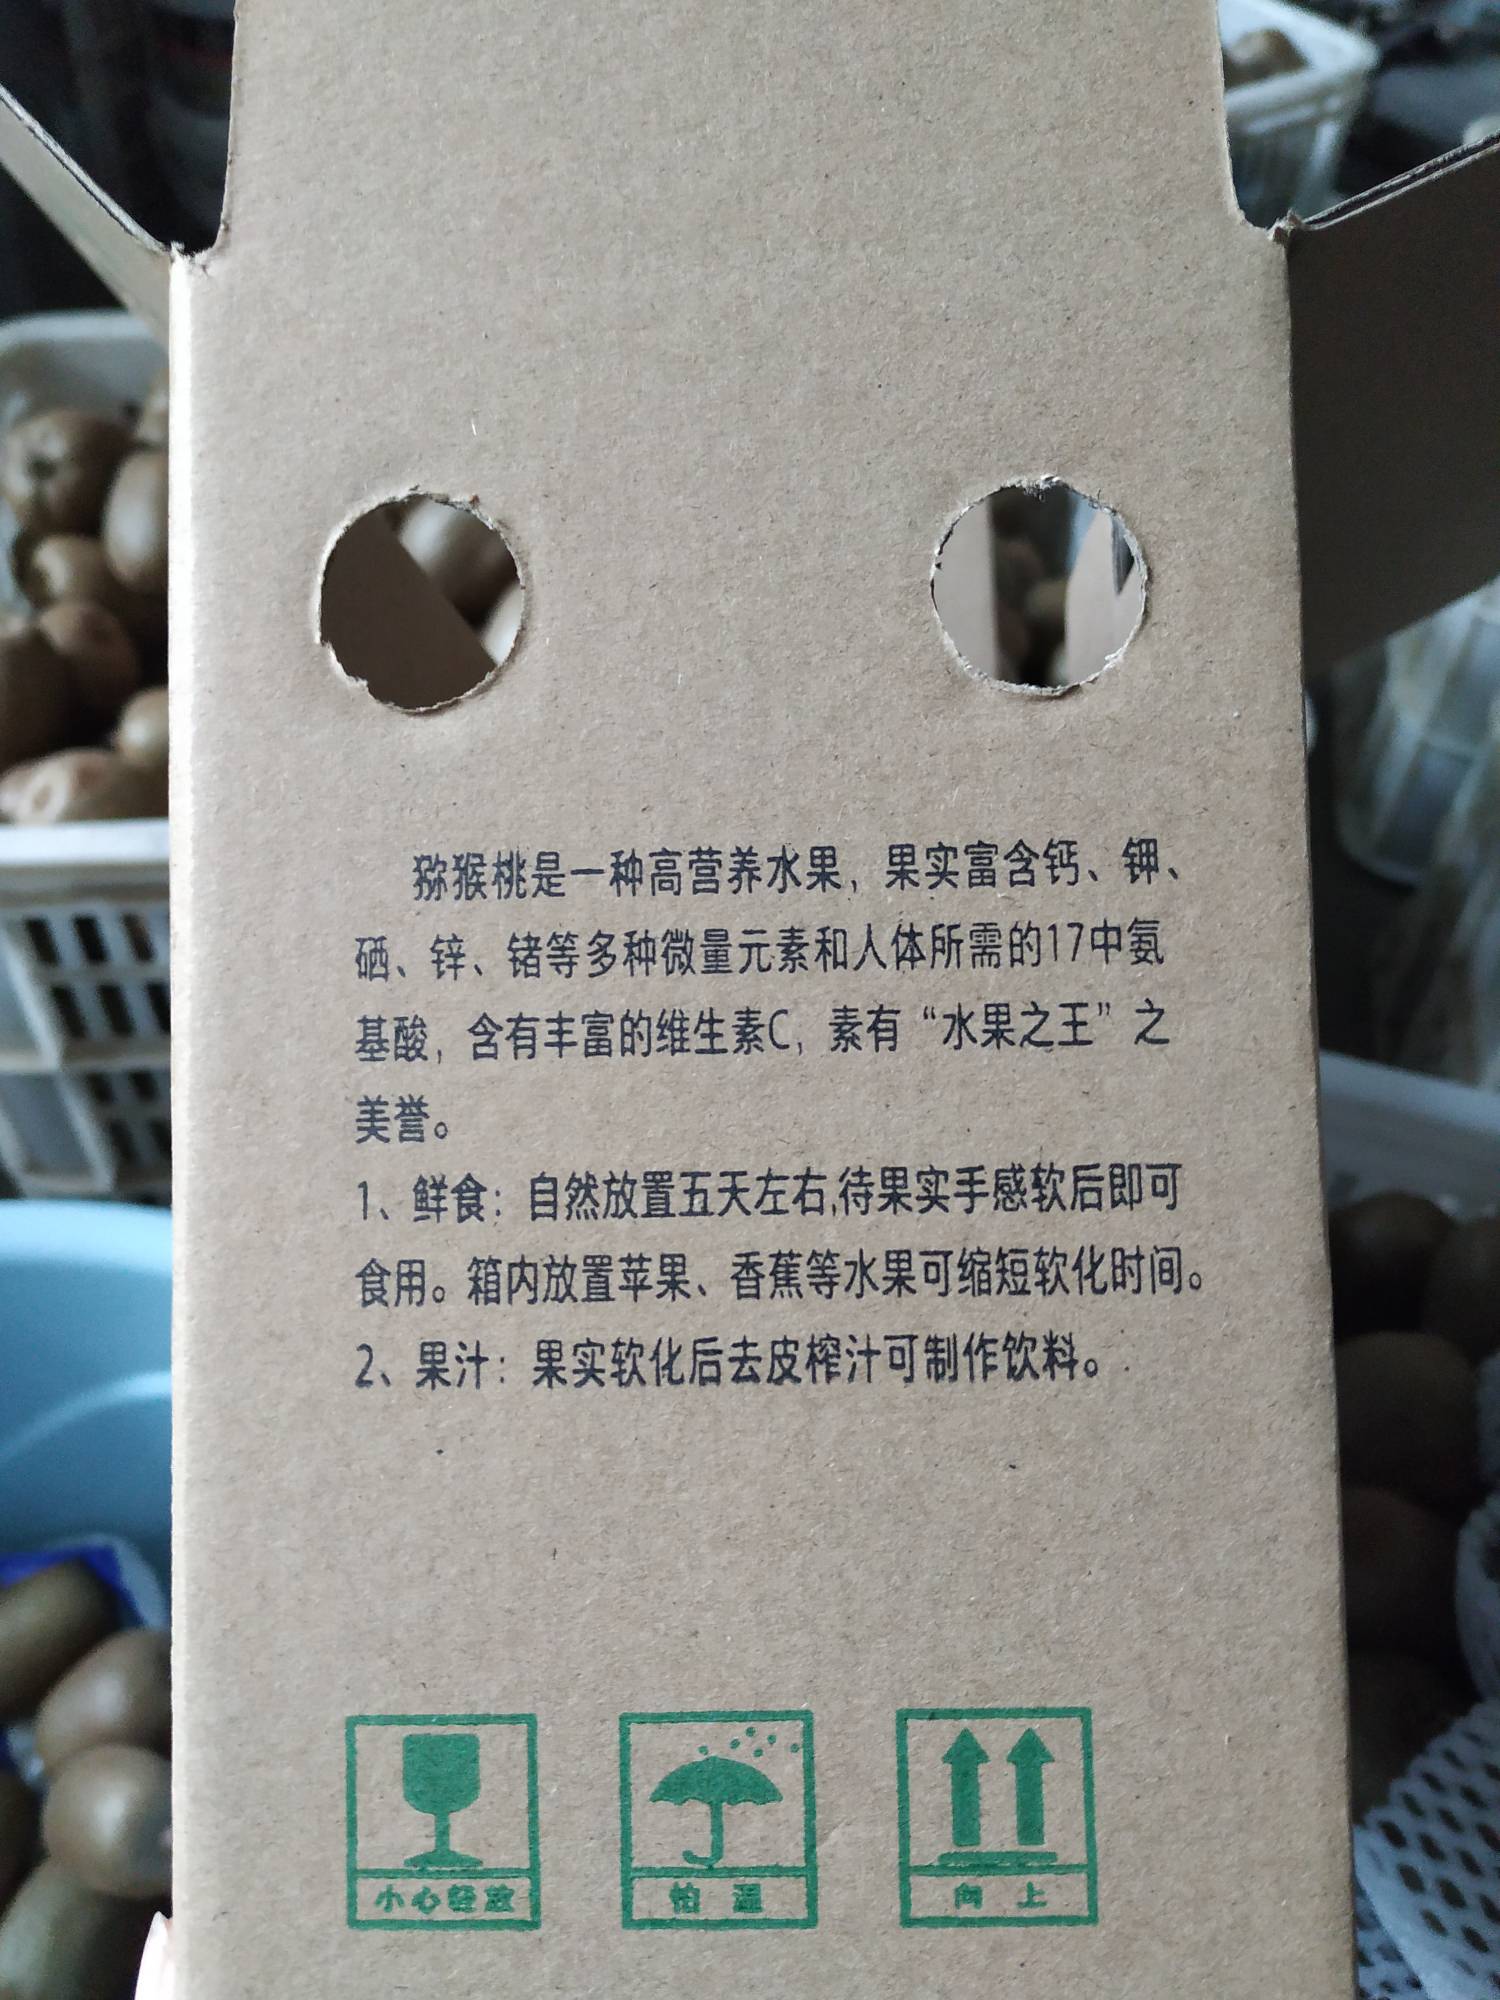 猕猴桃是一种高营养水果，果实富含钙、钾、
硒、锌、锗等多种微量元素和人体所需的17中氨
基酸，含有丰富的维生素C，素有“水果之王”之
美誉。
1、鲜食：自然放置五天左右,待果实手感软后即可
食用。箱内放置苹果、香蕉等水果可缩短软化时间。
2、果汁：果实软化后去皮榨汁可制作饮料。
小心轻放
怕 温
向 上